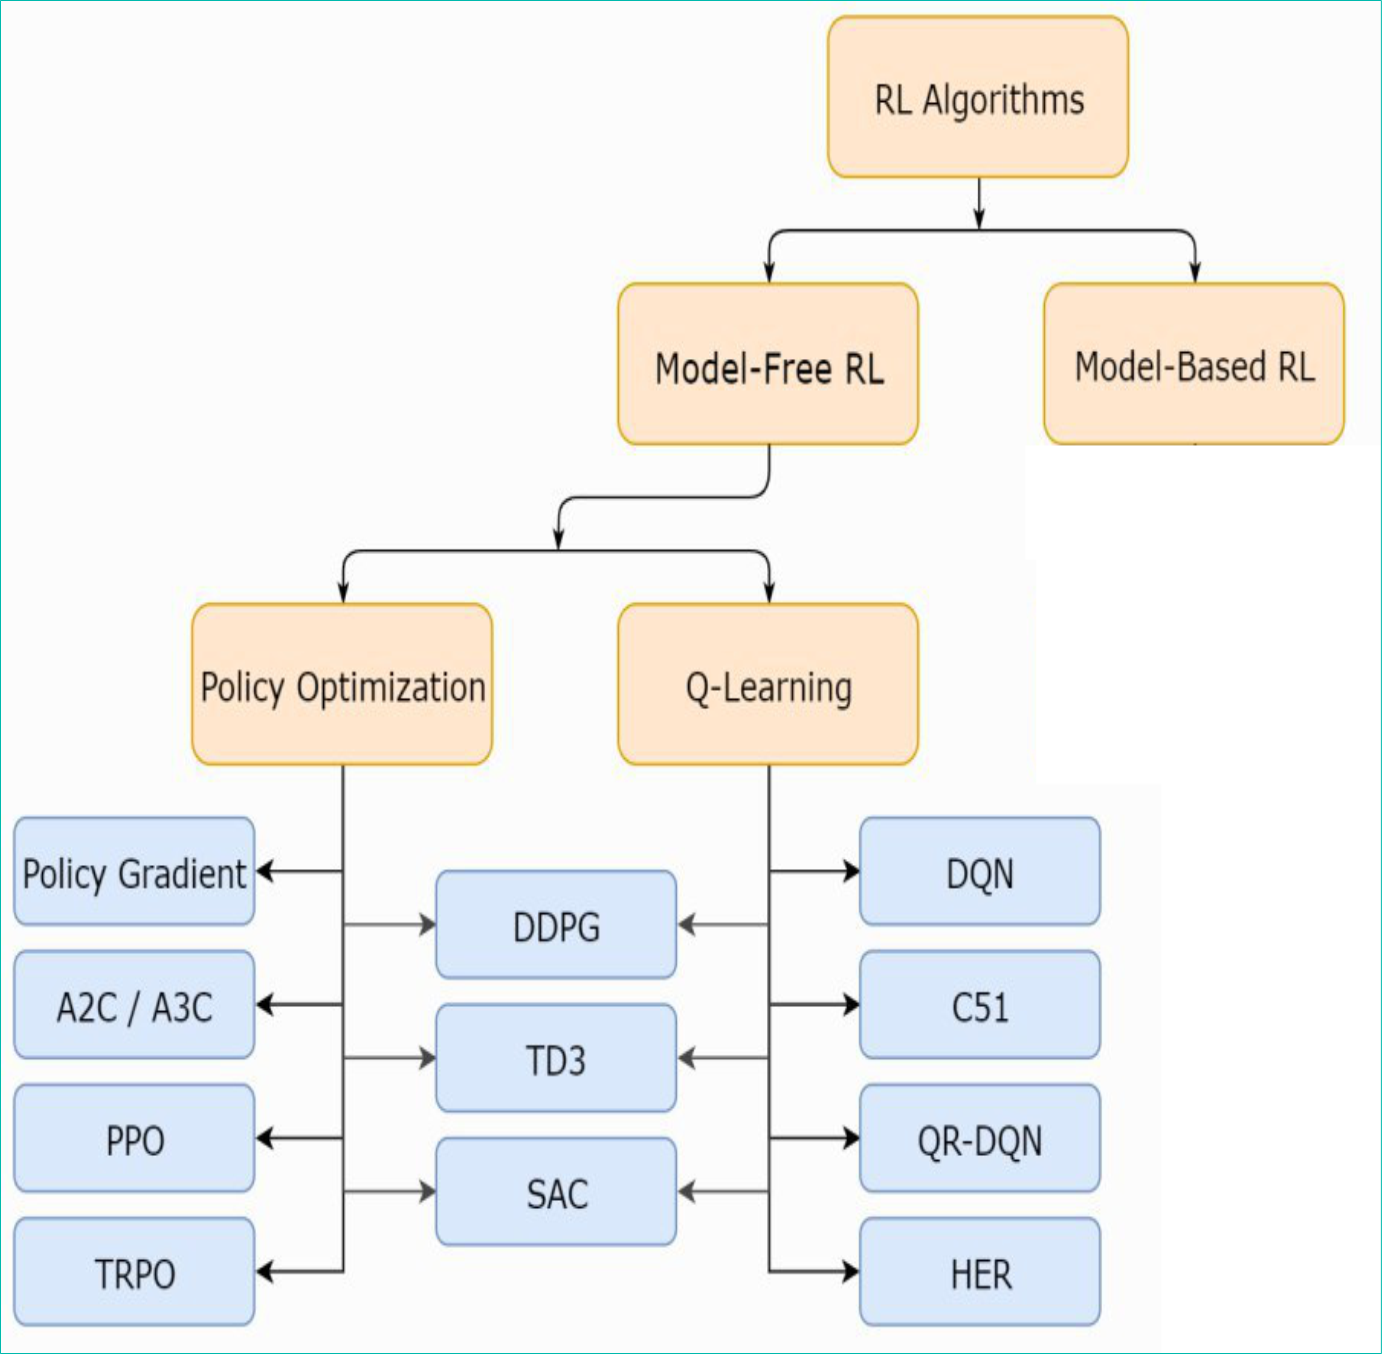 RL Algorithms
Model-Free RL
Model-Based RL
Policy Optimization
Q-Learning
Policy Gradient
DQN
DDPG
A2C / A3C
C51
TD3
PPO
QR-DQN
SAC
TRPO
HER